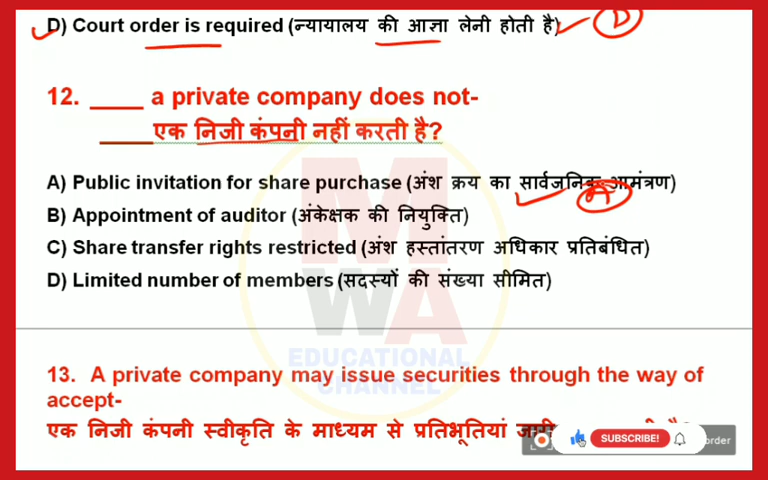 D) Court order is required (न्यायालय की आज्ञा लेनी होती है)
D
12. ____ a private company does not-
____एक निजी कंपनी नहीं करती है?
A) Public invitation for share purchase (अंश क्रय का सार्वजनिक आमंत्रण)
A
B) Appointment of auditor (अंकेक्षक की नियुक्ति)
C) Share transfer rights restricted (अंश हस्तांतरण अधिकार प्रतिबंधित)
D) Limited number of members (सदस्यों की संख्या सीमित)
MWA
EDUCATIONAL
CHANNEL
13. A private company may issue securities through the way of
accept-
एक निजी कंपनी स्वीकृति के माध्यम से प्रतिभूतियां जारी
SUBSCRIBE!